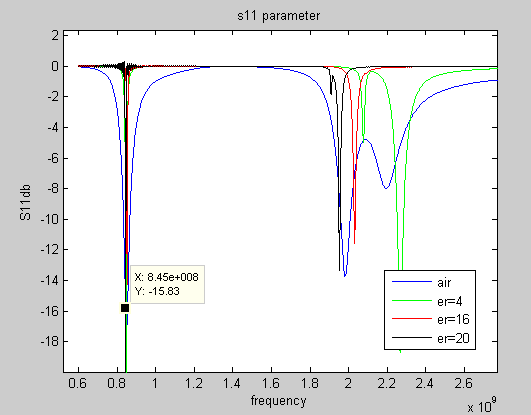 s11 parameter
2
0
-2
-4
-6
-8
-10
-12
-14
-16
-18
S11db
X: 8.45e+008
Y: -15.83
air
er=4
er=16
er=20
0.6
0.8
1
1.2
1.4
1.6
1.8
2
2.2
2.4
2.6
frequency
x 10^9